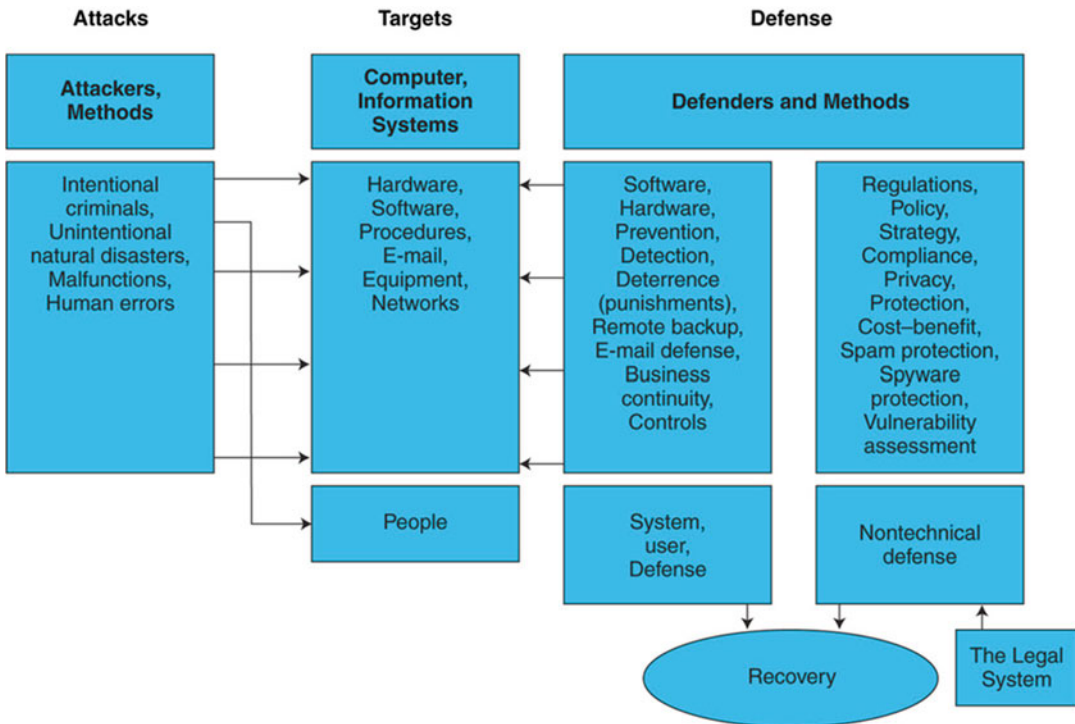 Attacks
Targets
Defense
Attackers,
Methods
Computer,
Information
Systems
Defenders and Methods
Intentional
criminals,
Unintentional
natural disasters,
Malfunctions,
Human errors
Hardware,
Software,
Procedures,
E-mail,
Equipment,
Networks
Software,
Hardware,
Prevention,
Detection,
Deterrence
(punishments),
Remote backup,
E-mail defense,
Business
continuity,
Controls
Regulations,
Policy,
Strategy,
Compliance,
Privacy,
Protection,
Cost–benefit,
Spam protection,
Spyware
protection,
Vulnerability
assessment
People
System,
user,
Defense
Nontechnical
defense
Recovery
The Legal
System